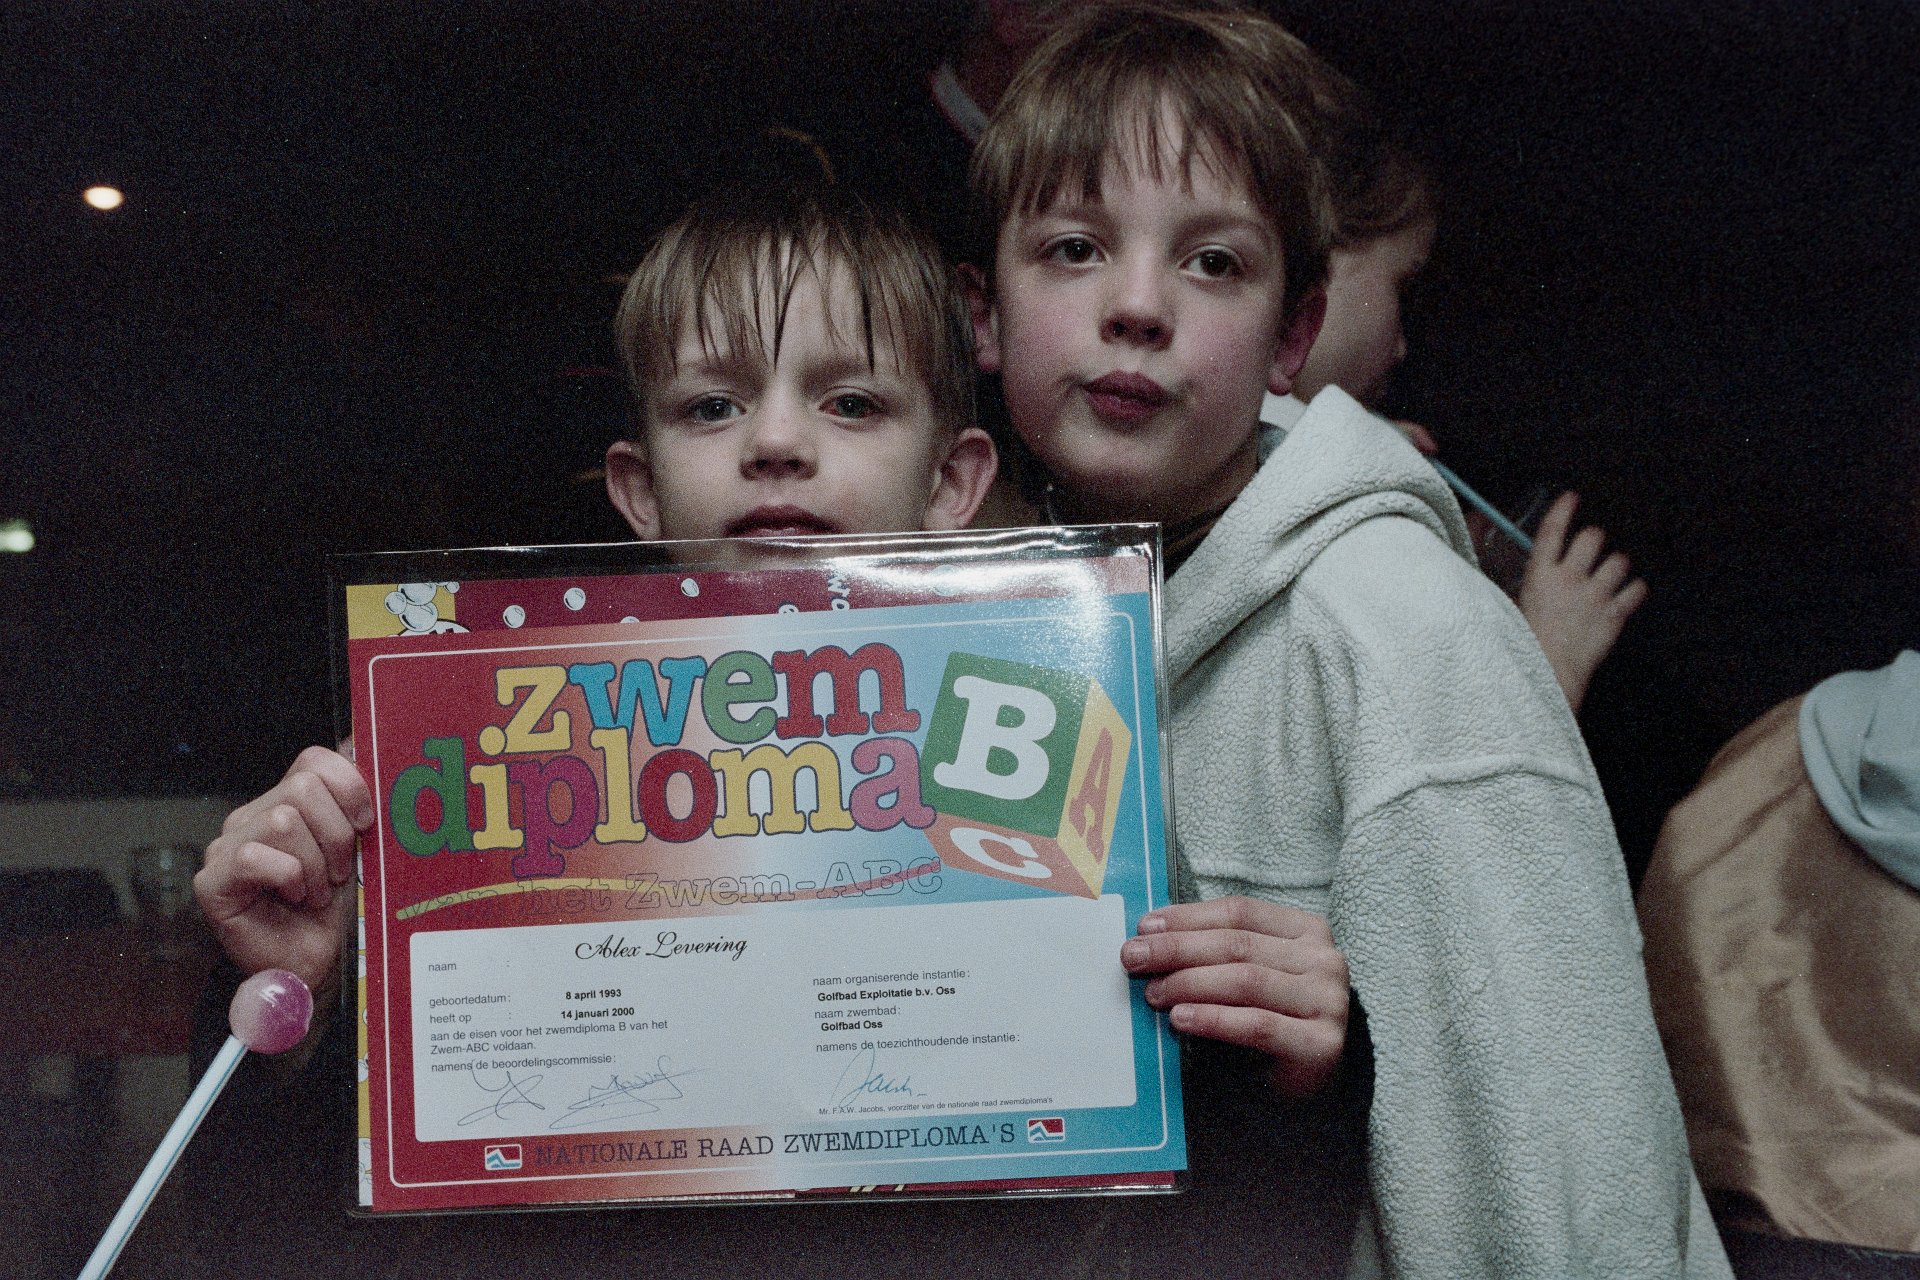 zwem
diploma
B
A
C
van het Zwem-ABC
naam : Alex Levering
geboortedatum: 8 april 1993
heeft op : 14 januari 2000
aan de eisen voor het zwemdiploma B van het
Zwem-ABC voldaan.
namens de beoordelingscommissie:
naam organiserende instantie:
Golfbad Exploitatie b.v. Oss
naam zwembad:
Golfbad Oss
namens de toezichthoudende instantie:
Mr. F.A.W. Jacobs, voorzitter van de nationale raad zwemdiploma's
NATIONALE RAAD ZWEMDIPLOMA'S